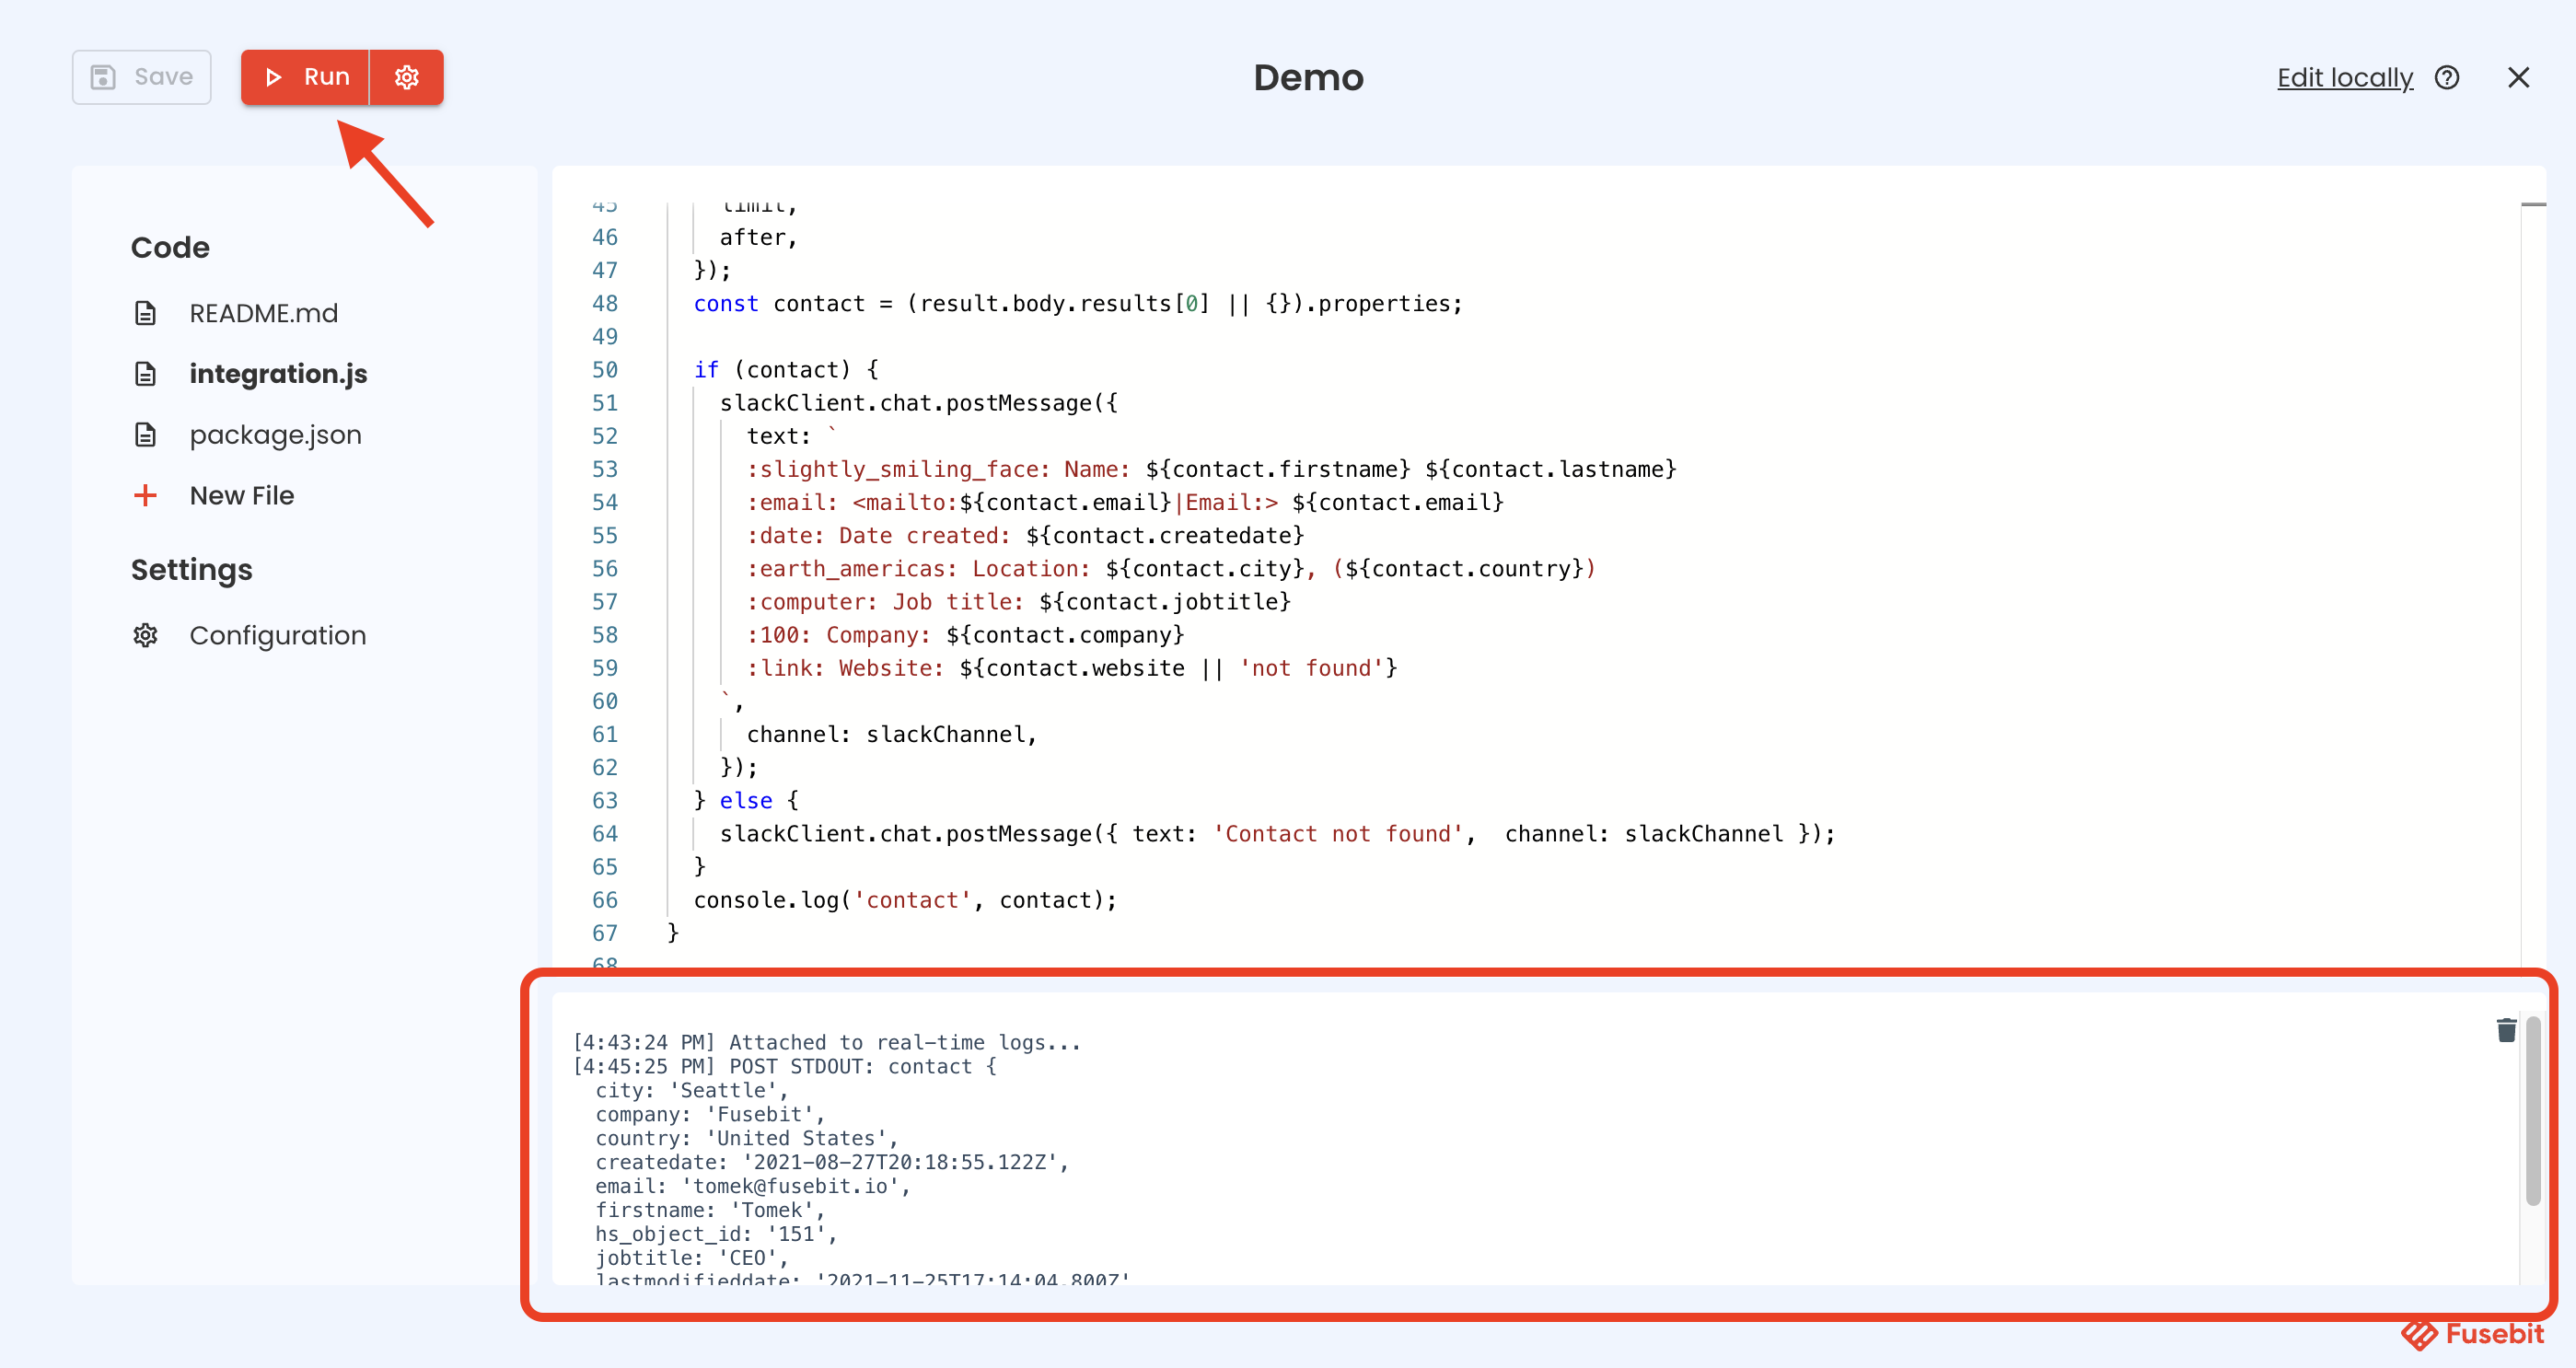 Save
Run
Demo
Edit locally
Code
README.md
integration.js
package.json
New File
Settings
Configuration
45       limit,
46       after,
47     });
48     const contact = (result.body.results[0] || {}).properties;
49
50     if (contact) {
51       slackClient.chat.postMessage({
52         text: `
53         :slightly_smiling_face: Name: ${contact.firstname} ${contact.lastname}
54         :email: <mailto:${contact.email}|Email:> ${contact.email}
55         :date: Date created: ${contact.createdate}
56         :earth_americas: Location: ${contact.city}, (${contact.country})
57         :computer: Job title: ${contact.jobtitle}
58         :100: Company: ${contact.company}
59         :link: Website: ${contact.website || 'not found'}
60       `,
61         channel: slackChannel,
62       });
63     } else {
64       slackClient.chat.postMessage({ text: 'Contact not found',  channel: slackChannel });
65     }
66     console.log('contact', contact);
67   }
68
[4:43:24 PM] Attached to real-time logs...
[4:45:25 PM] POST STDOUT: contact {
  city: 'Seattle',
  company: 'Fusebit',
  country: 'United States',
  createdate: '2021-08-27T20:18:55.122Z',
  email: 'tomek@fusebit.io',
  firstname: 'Tomek',
  hs_object_id: '151',
  jobtitle: 'CEO',
  lastmodifieddate: '2021-11-25T17:14:04.800Z'
Fusebit